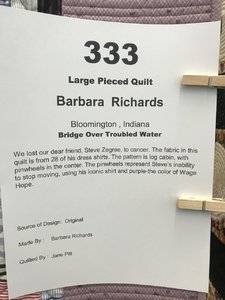 333
Large Pieced Quilt
Barbara Richards
Bloomington , Indiana
Bridge Over Troubled Water
We lost our dear friend, Steve Zegree, to cancer. The fabric in this
quilt is from 28 of his dress shirts. The pattern is log cabin, with
pinwheels in the center. The pinwheels represent Steve's inability
to stop moving, using his iconic shirt and purple-the color of Wage
Hope.
Source of Design: Original
Made By : Barbara Richards
Quilted By : Jane Pitt